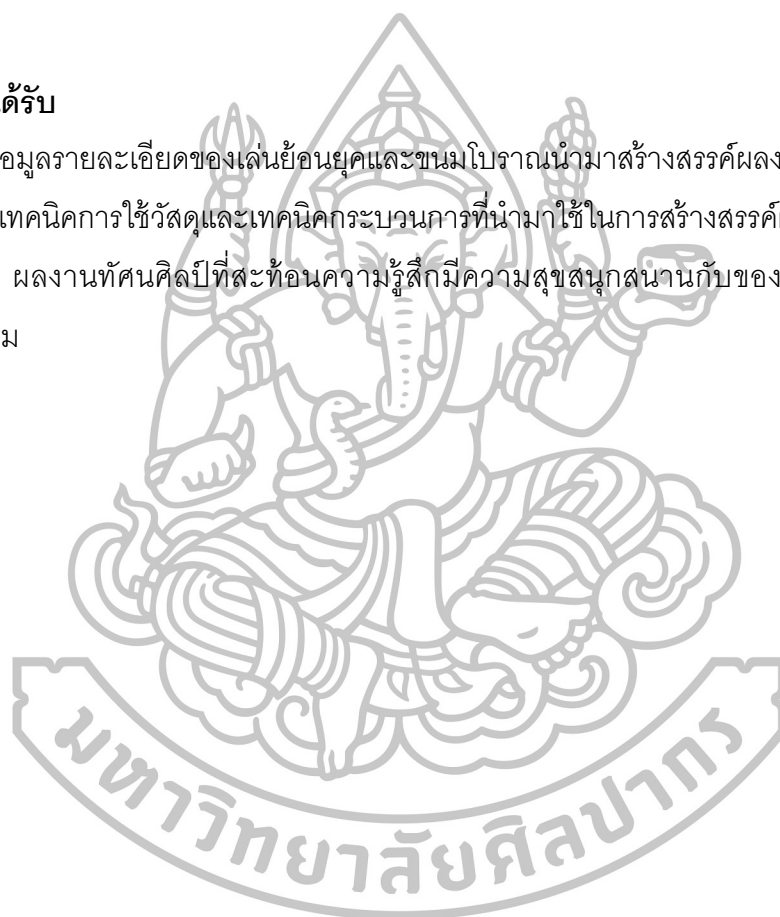 ด้รับ
อมูลรายละเอียดของเล่นย้อนยุคและขนมโบราณนำมาสร้างสรรค์ผลง
เทคนิคการใช้วัสดุและเทคนิคกระบวนการที่นำมาใช้ในการสร้างสรรค์
ผลงานทัศนศิลป์ที่สะท้อนความรู้สึกมีความสุขสนุกสนานกับของ
ม
มหาวิทยาลัยศิลปากร